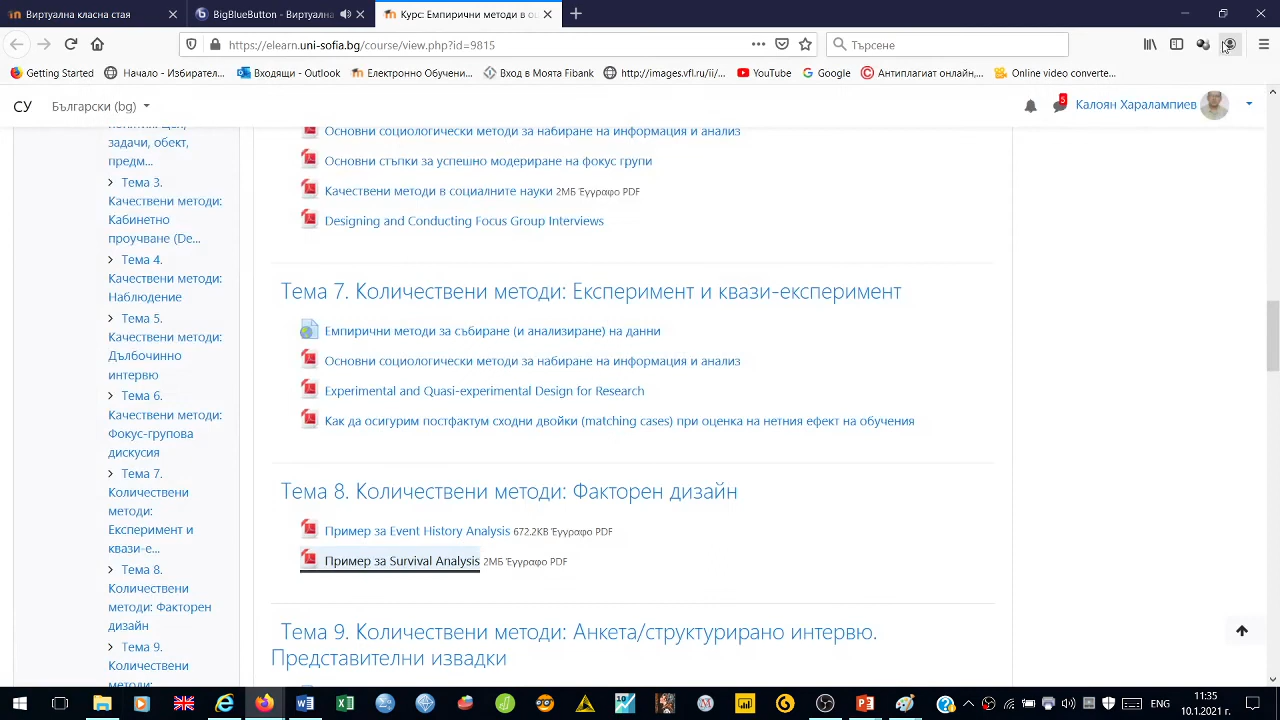 Виртуална класна стая
BigBlueButton - Виртуална
Курс: Емпирични методи в об
https://elearn.uni-sofia.bg/course/view.php?id=9815
Търсене
Getting Started
Начало - Избирател...
Входящи - Outlook
Електронно Обучени...
Вход в Моята Fibank
http://images.vfl.ru/ii/...
YouTube
Google
Антиплагиат онлайн,...
Online video converte...
СУ
Български (bg)
5
Калоян Харалампиев
задачи, обект,
предм...
Тема 3.
Качествени методи:
Кабинетно
проучване (De...
Тема 4.
Качествени методи:
Наблюдение
Тема 5.
Качествени методи:
Дълбочинно
интервю
Тема 6.
Качествени методи:
Фокус-групова
дискусия
Тема 7.
Количествени
методи:
Експеримент и
квази-е...
Тема 8.
Количествени
методи: Факторен
дизайн
Тема 9.
Количествени
методи:
Основни социологически методи за набиране на информация и анализ
Основни стъпки за успешно модериране на фокус групи
Качествени методи в социалните науки 2МБ Έγγραφο PDF
Designing and Conducting Focus Group Interviews
Тема 7. Количествени методи: Експеримент и квази-експеримент
Емпирични методи за събиране (и анализиране) на данни
Основни социологически методи за набиране на информация и анализ
Experimental and Quasi-experimental Design for Research
Как да осигурим постфактум сходни двойки (matching cases) при оценка на нетния ефект на обучения
Тема 8. Количествени методи: Факторен дизайн
Пример за Event History Analysis 672.2KB Έγγραφο PDF
Пример за Survival Analysis 2МБ Έγγραφο PDF
Тема 9. Количествени методи: Анкета/структурирано интервю.
Представителни извадки
ENG
11:35
10.1.2021 г.